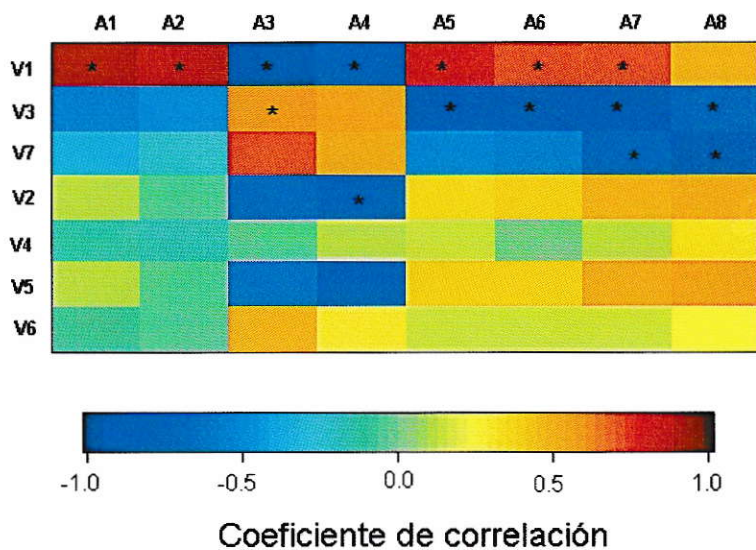 A1 A2 A3 A4 A5 A6 A7 A8
V1 * * * * * * *
V3 * * * * *
V7 * *
V2 *
V4
V5
V6
-1.0 -0.5 0.0 0.5 1.0
Coeficiente de correlación